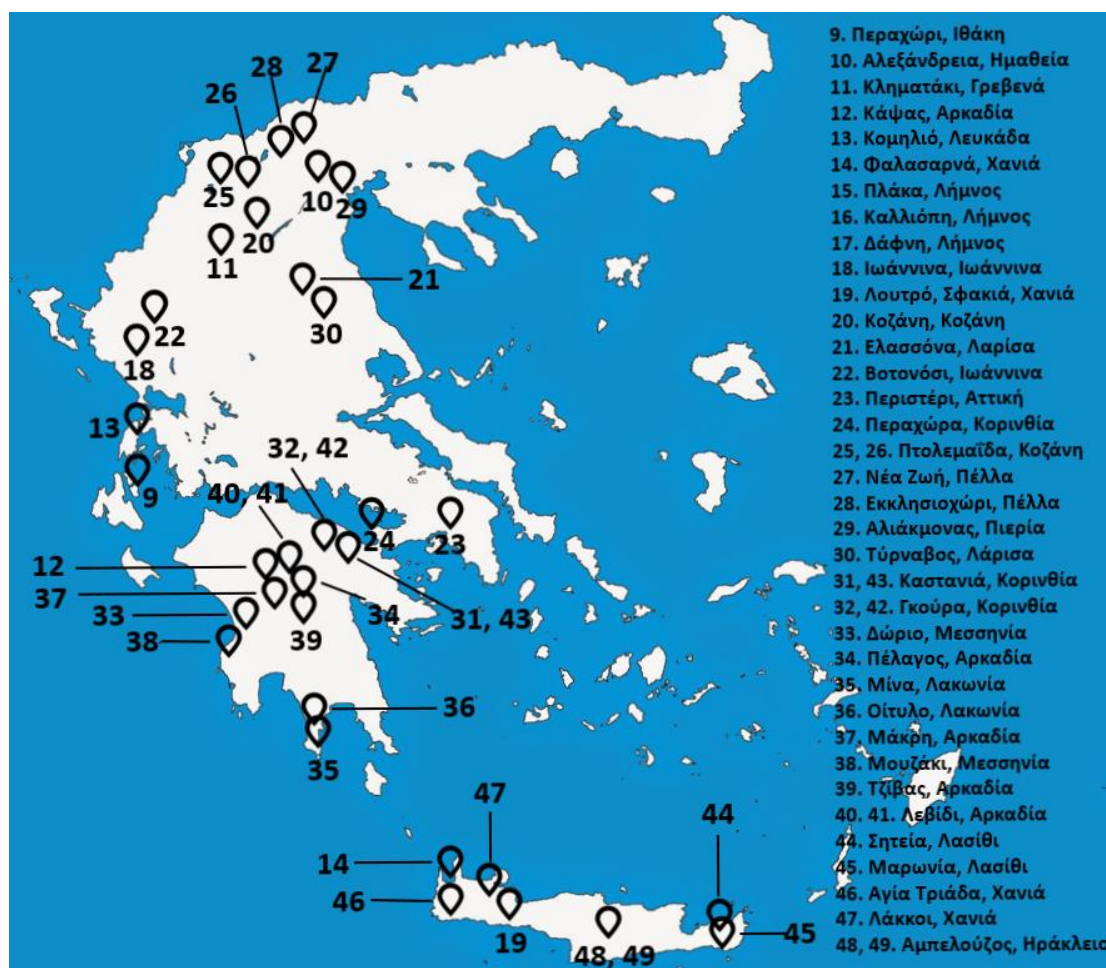 28
27
26
25
10
29
20
11
21
30
22
18
13
32, 42
9
40, 41
24
23
12
37
33
34
31, 43
38
39
36
35
47
44
14
46
19
48, 49
45
9. Περαχώρι, Ιθάκη
10. Αλεξάνδρεια, Ημαθεία
11. Κληματάκι, Γρεβενά
12. Κάψας, Αρκαδία
13. Κομηλιό, Λευκάδα
14. Φαλασαρνά, Χανιά
15. Πλάκα, Λήμνος
16. Καλλιόπη, Λήμνος
17. Δάφνη, Λήμνος
18. Ιωάννινα, Ιωάννινα
19. Λουτρό, Σφακιά, Χανιά
20. Κοζάνη, Κοζάνη
21. Ελασσόνα, Λαρίσα
22. Βοτονόσι, Ιωάννινα
23. Περιστέρι, Αττική
24. Περαχώρα, Κορινθία
25, 26. Πτολεμαΐδα, Κοζάνη
27. Νέα Ζωή, Πέλλα
28. Εκκλησιοχώρι, Πέλλα
29. Αλιάκμονας, Πιερία
30. Τύρναβος, Λάρισα
31, 43. Καστανιά, Κορινθία
32, 42. Γκούρα, Κορινθία
33. Δώριο, Μεσσηνία
34. Πέλαγος, Αρκαδία
35. Μίνα, Λακωνία
36. Οίτυλο, Λακωνία
37. Μάκρη, Αρκαδία
38. Μουζάκι, Μεσσηνία
39. Τζίβας, Αρκαδία
40. 41. Λεβίδι, Αρκαδία
44. Σητεία, Λασίθι
45. Μαρωνία, Λασίθι
46. Αγία Τριάδα, Χανιά
47. Λάκκοι, Χανιά
48, 49. Αμπελούζος, Ηράκλειο